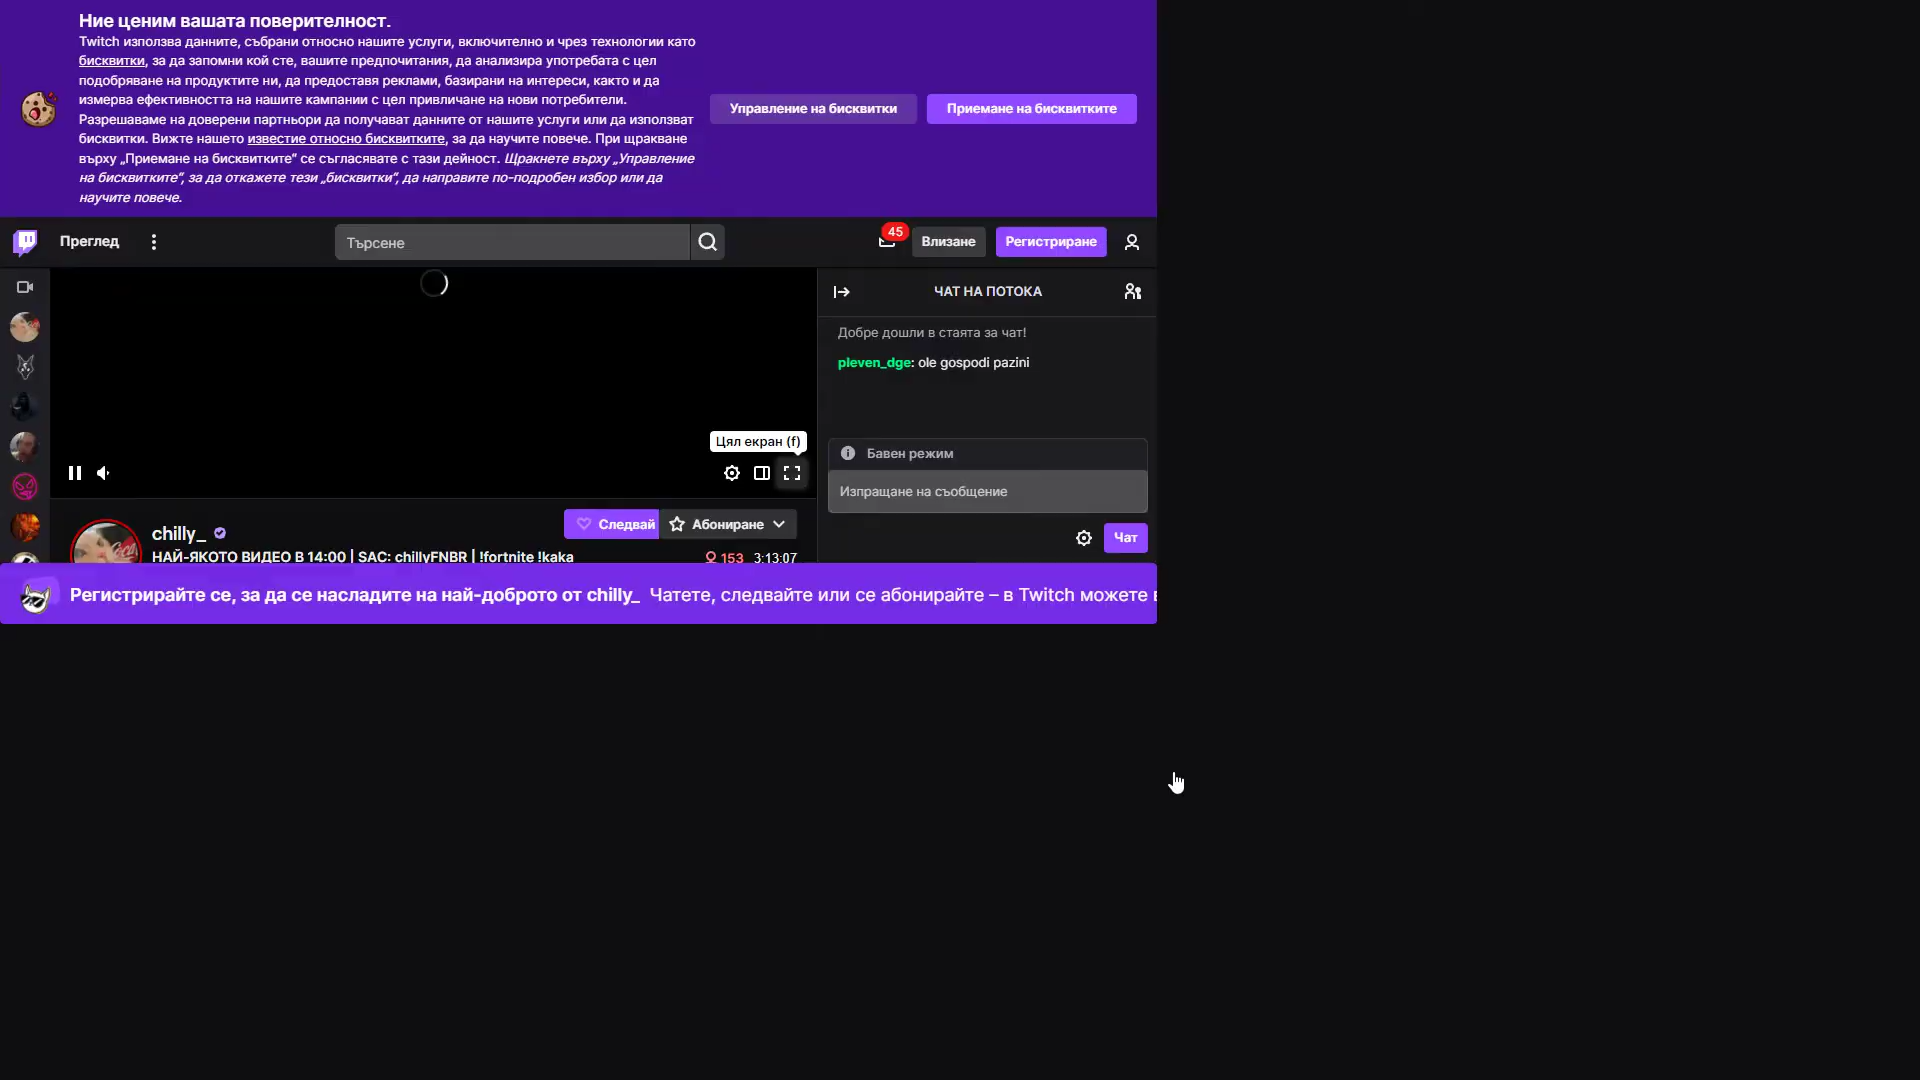 Ние ценим вашата поверителност.
Twitch използва данните, събрани относно нашите услуги, включително и чрез технологии като
бисквитки, за да запомни кой сте, вашите предпочитания, да анализира употребата с цел
подобряване на продуктите ни, да предоставя реклами, базирани на интереси, както и да
измерва ефективността на нашите кампании с цел привличане на нови потребители.
Разрешаваме на доверени партньори да получават данните от нашите услуги или да използват
бисквитки. Вижте нашето известие относно бисквитките, за да научите повече. При щракване
върху „Приемане на бисквитките“ се съгласявате с тази дейност. Щракнете върху „Управление
на бисквитките“, за да откажете тези „бисквитки“, да направите по-подробен избор или да
научите повече.
Управление на бисквитки
Приемане на бисквитките
Преглед
Търсене
45
Влизане
Регистриране
ЧАТ НА ПОТОКА
Добре дошли в стаята за чат!
pleven_dge: ole gospodi pazini
Цял екран (f)
Бавен режим
Изпращане на съобщение
Чат
chilly_
Следвай
Абониране
НАЙ-ЯКОТО ВИДЕО В 14:00 | SAC: chillyFNBR | !fortnite !kaka
153
3:13:07
Регистрирайте се, за да се насладите на най-доброто от chilly_ Чатете, следвайте или се абонирайте – в Twitch можете